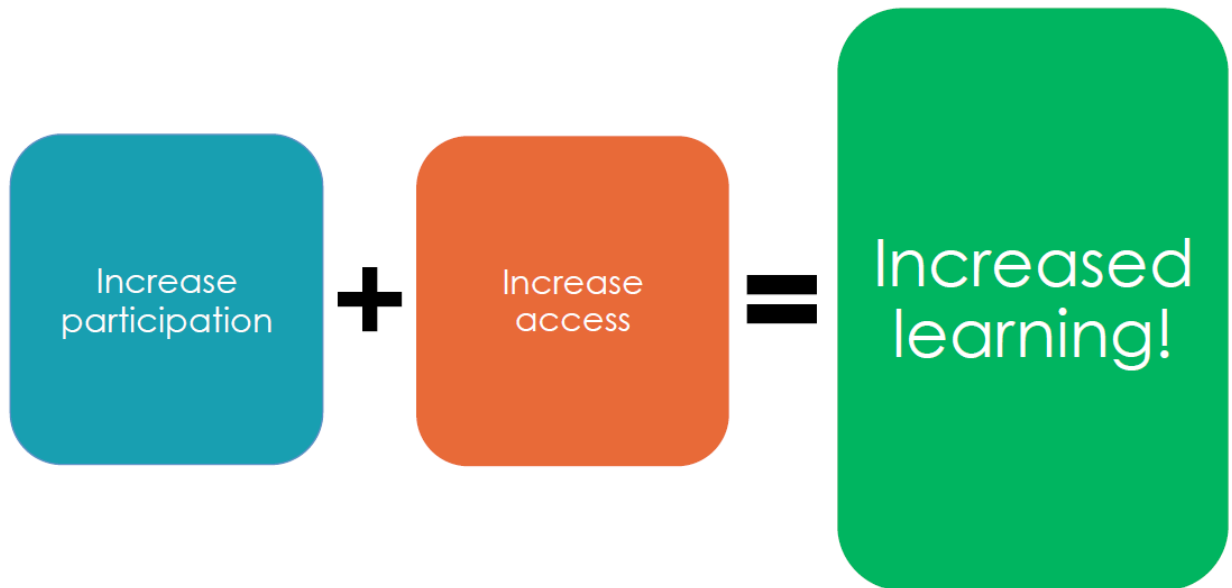 Increase
participation
+
Increase
access
=
Increased
learning!